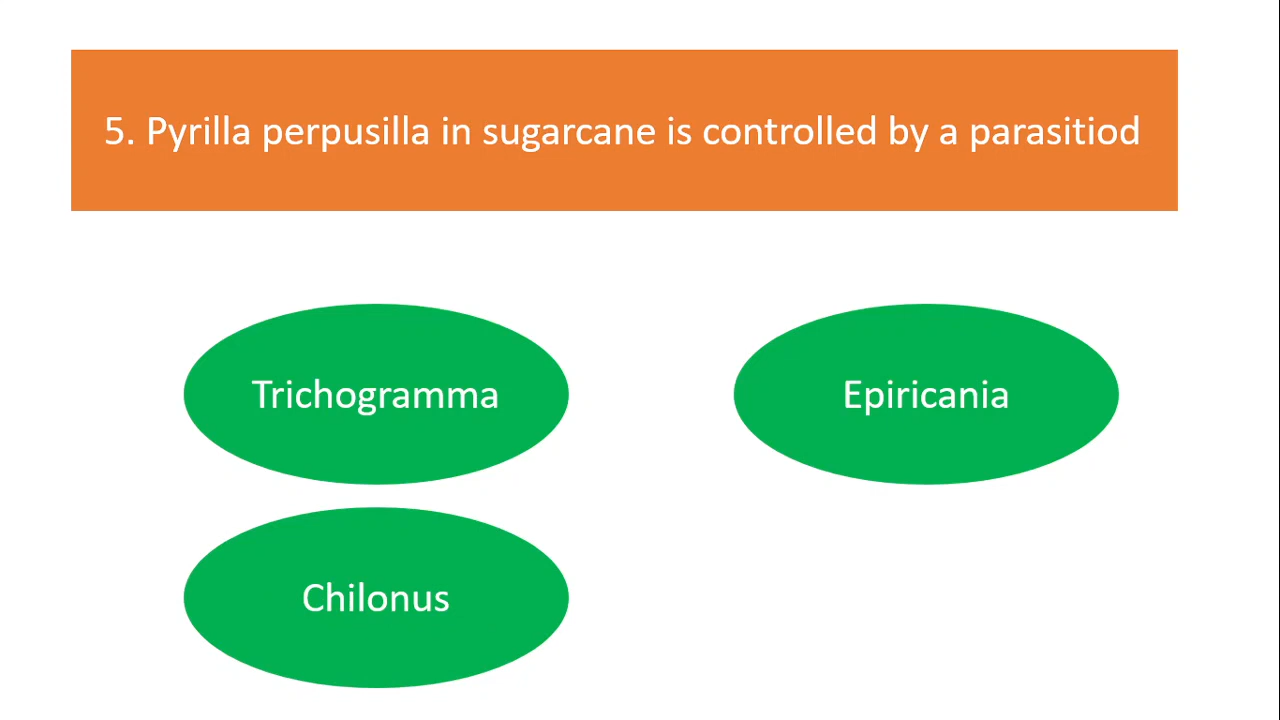 5. Pyrilla perpusilla in sugarcane is controlled by a parasitiod
Trichogramma
Epiricania
Chilonus